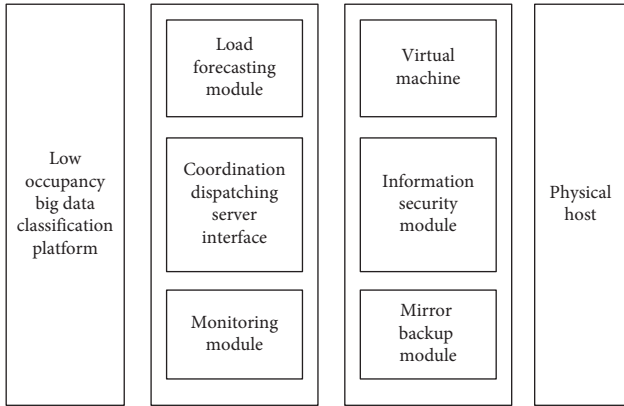 Low
occupancy
big data
classification
platform
Load
forecasting
module
Coordination
dispatching
server
interface
Monitoring
module
Virtual
machine
Information
security
module
Mirror
backup
module
Physical
host